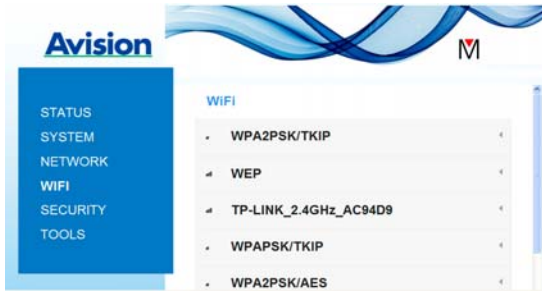 Avision
M
STATUS
SYSTEM
NETWORK
WIFI
SECURITY
TOOLS
WiFi
WPA2PSK/TKIP
WEP
TP-LINK_2.4GHz_AC94D9
WPAPSK/TKIP
WPA2PSK/AES